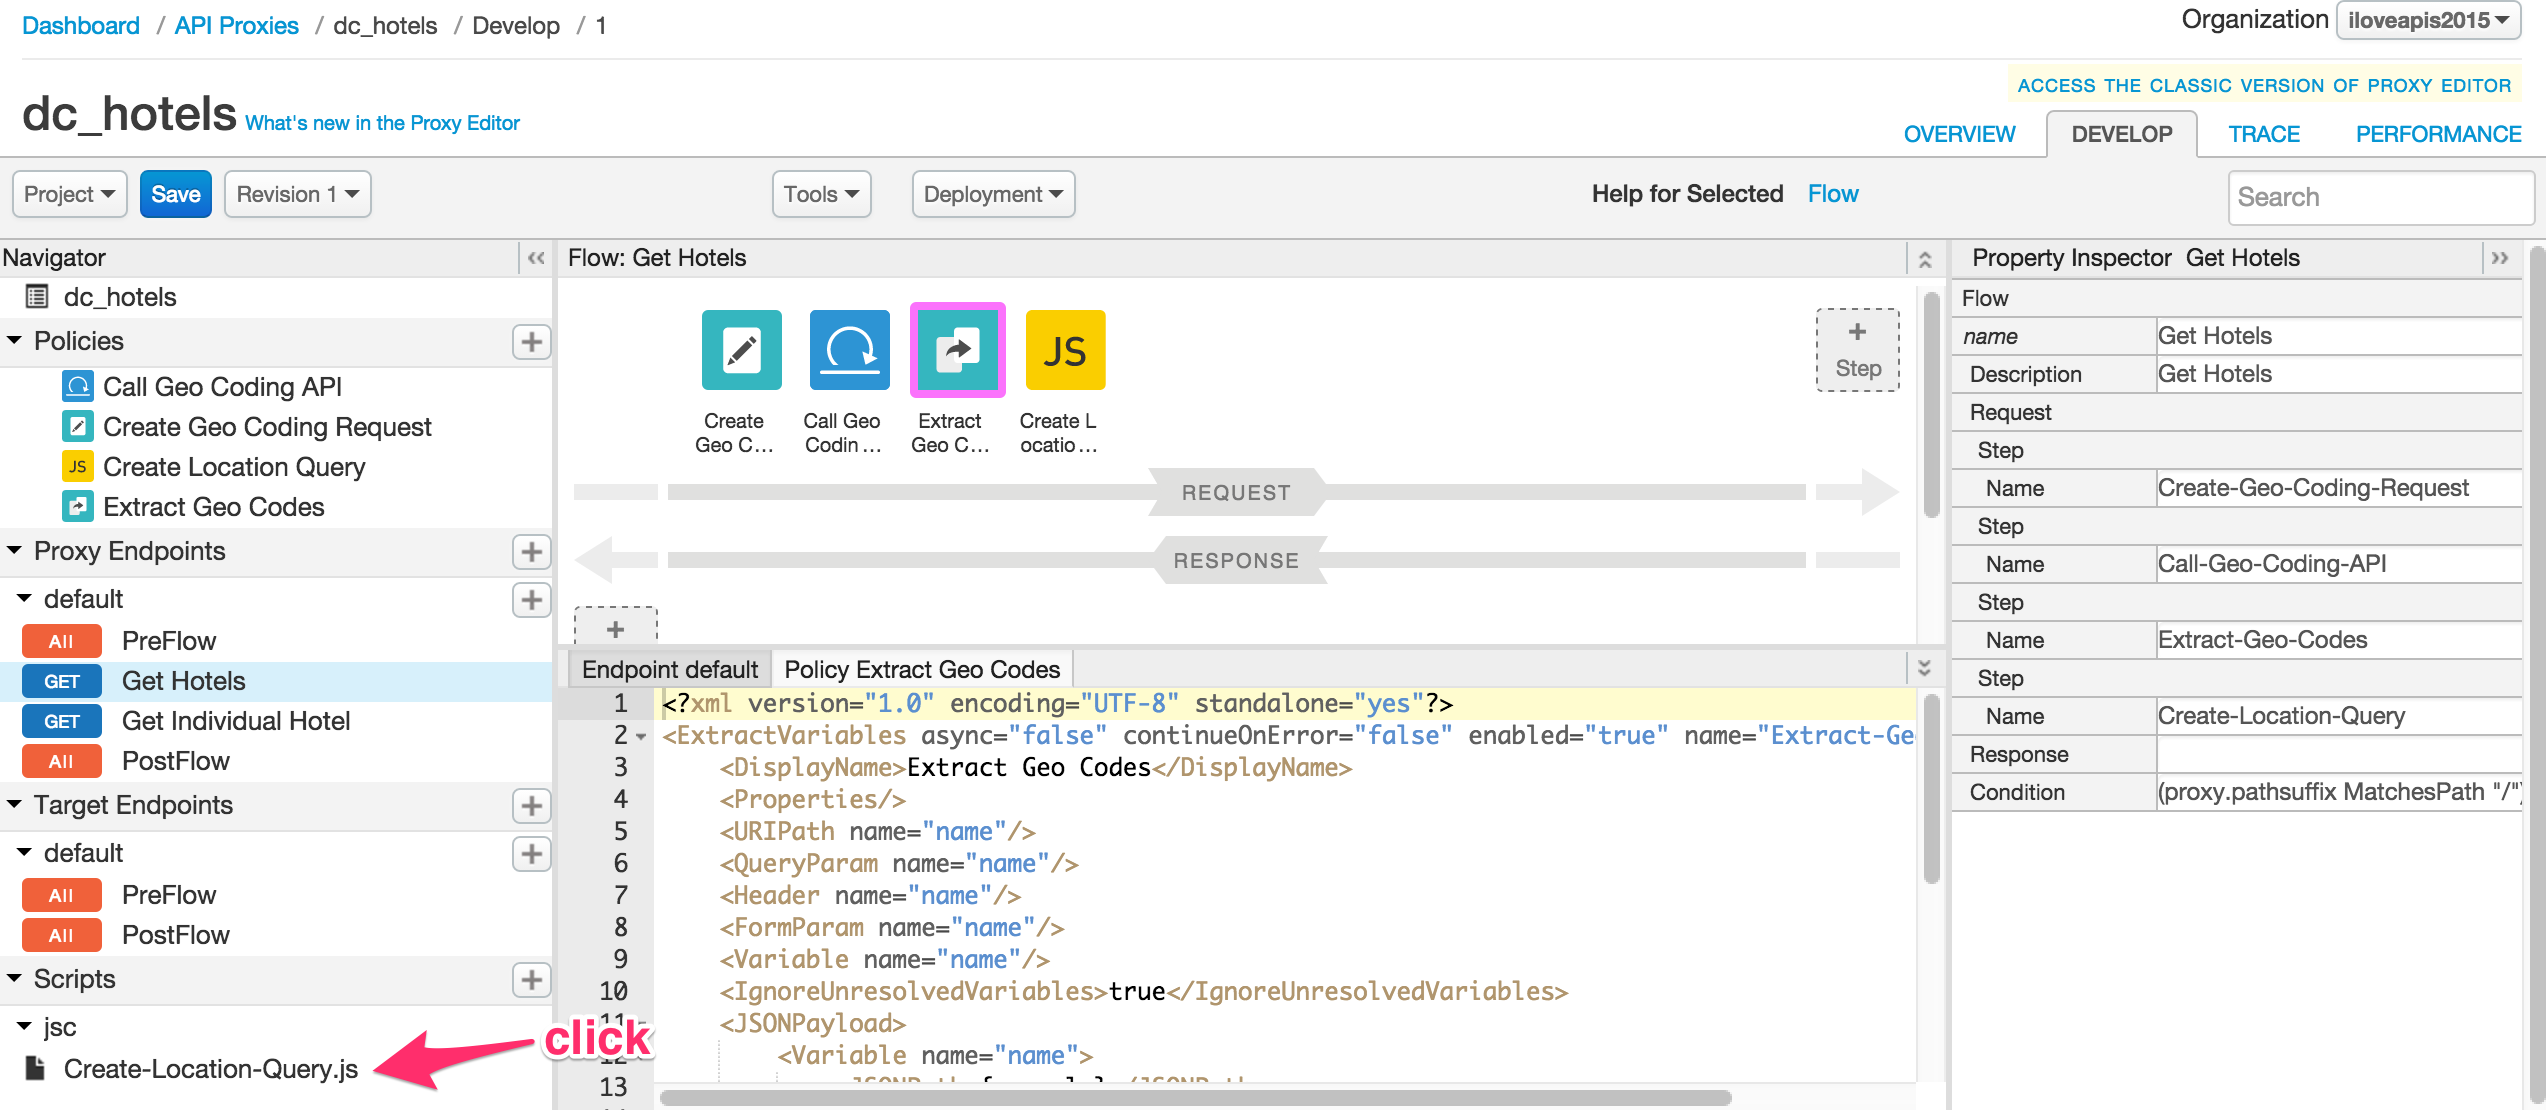 Dashboard / API Proxies / dc_hotels / Develop / 1
Organization iloveapis2015
ACCESS THE CLASSIC VERSION OF PROXY EDITOR
dc_hotels What's new in the Proxy Editor
OVERVIEW DEVELOP TRACE PERFORMANCE
Project Save Revision 1 Tools Deployment Help for Selected Flow Search
Navigator
dc_hotels
Policies
Call Geo Coding API
Create Geo Coding Request
JS Create Location Query
Extract Geo Codes
Proxy Endpoints
default
All PreFlow
GET Get Hotels
GET Get Individual Hotel
All PostFlow
Target Endpoints
default
All PreFlow
All PostFlow
Scripts
jsc
Create-Location-Query.js
click
Flow: Get Hotels
JS
+
Step
Create
Geo C...
Call Geo
Codin ...
Extract
Geo C...
Create L
ocatio ...
REQUEST
RESPONSE
+
Endpoint default Policy Extract Geo Codes
1 <?xml version="1.0" encoding="UTF-8" standalone="yes"?>
2 <ExtractVariables async="false" continueOnError="false" enabled="true" name="Extract-Ge
3 <DisplayName>Extract Geo Codes</DisplayName>
4 <Properties/>
5 <URIPath name="name"/>
6 <QueryParam name="name"/>
7 <Header name="name"/>
8 <FormParam name="name"/>
9 <Variable name="name"/>
10 <IgnoreUnresolvedVariables>true</IgnoreUnresolvedVariables>
11 <JSONPayload>
12 <Variable name="name">
13
Property Inspector Get Hotels
Flow
name Get Hotels
Description Get Hotels
Request
Step
Name Create-Geo-Coding-Request
Step
Name Call-Geo-Coding-API
Step
Name Extract-Geo-Codes
Step
Name Create-Location-Query
Response
Condition (proxy.pathsuffix MatchesPath "/")